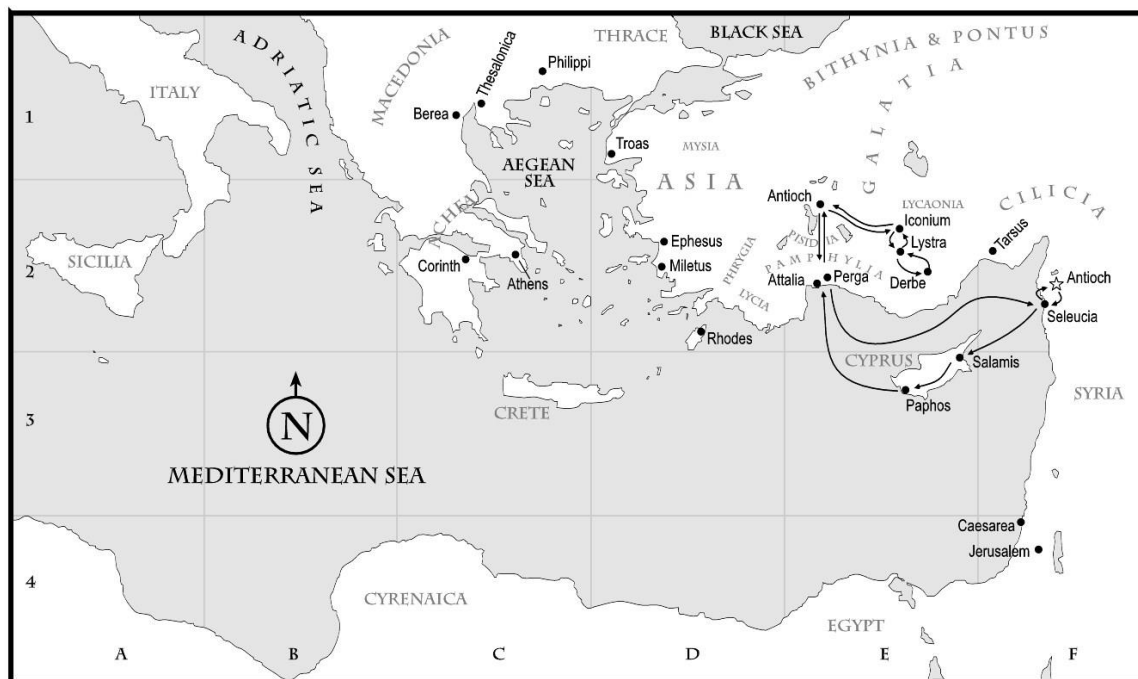 BLACK SEA
THRACE
BITHYNIA & PONTUS
ADRIATIC SEA
MACEDONIA
Thesalonica
Philippi
GALATIA
ITALY
Berea
1
Troas
MYSIA
AEGEAN
SEA
ASIA
Antioch
LYCAONIA
CILICIA
ACHEA
Iconium
PISIDIA
Ephesus
Lystra
Tarsus
SICILIA
Corinth
2
Miletus
PHRYGIA
PAMPHYLJA
Athens
Attalia
Perga
Derbe
Antioch
LYCIA
Seleucia
Rhodes
CYPRUS
Salamis
SYRIA
CRETE
Paphos
3
N
MEDITERRANEAN SEA
Caesarea
Jerusalem
4
CYRENAICA
EGYPT
A
B
C
D
E
F